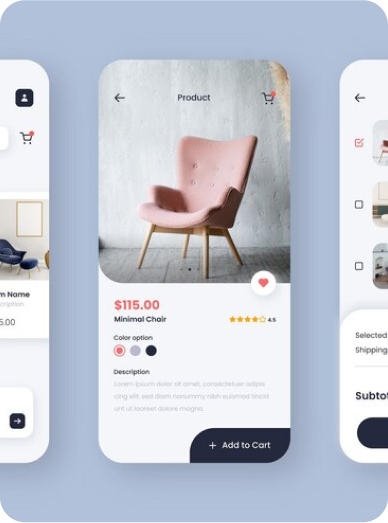 Product
m Name
cription
5.00
$115.00
Minimal Chair
4.5
Color option
Description
Lorem ipsum dolor sit amet, consectetuer adipis
cing elit, sed diam nonummy nibh euismod tincid
unt ut laoreet dolore magna
+ Add to Cart
Selected
Shipping
Subto